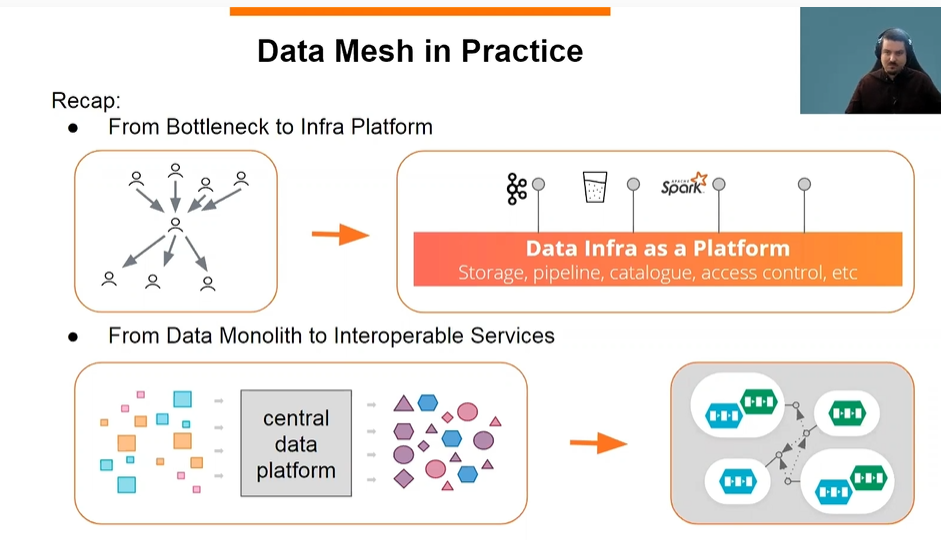 Data Mesh in Practice
Recap:
● From Bottleneck to Infra Platform
APACHE
Spark
Data Infra as a Platform
Storage, pipeline, catalogue, access control, etc
● From Data Monolith to Interoperable Services
central
data
platform